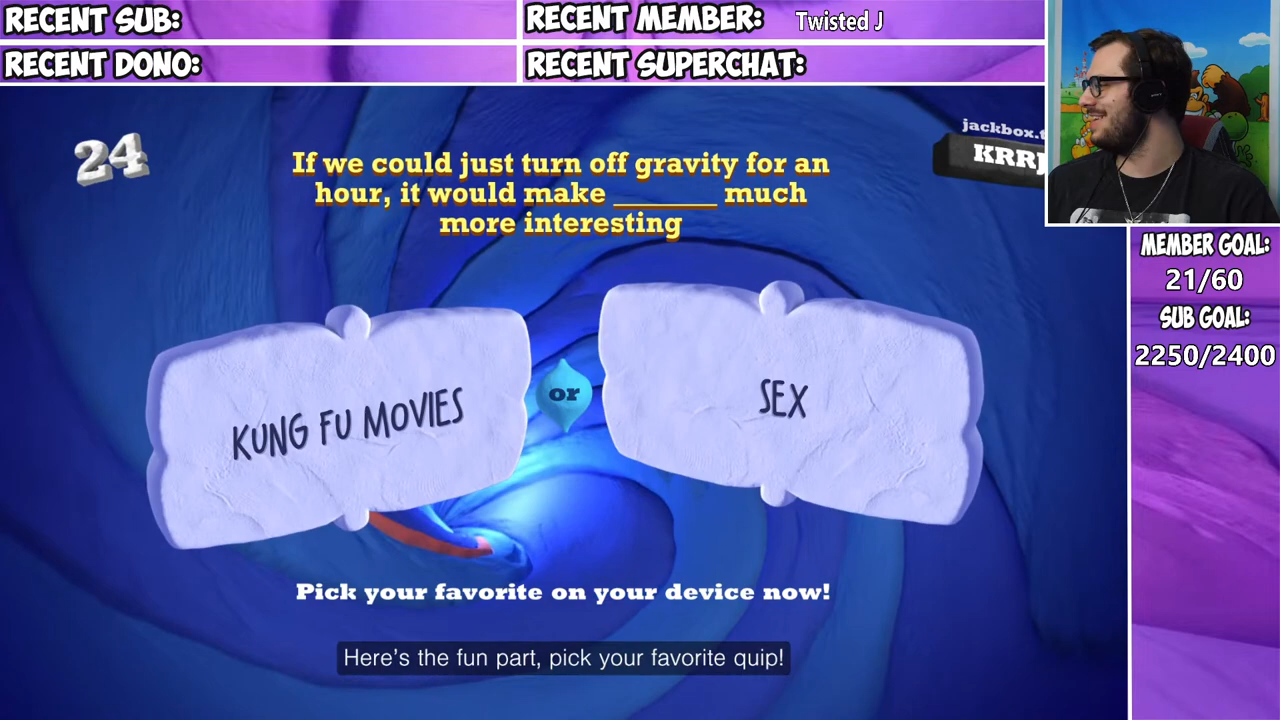 RECENT SUB:
RECENT MEMBER: Twisted J
RECENT DONO:
RECENT SUPERCHAT:
24
jackbox.t
KRRJ
If we could just turn off gravity for an
hour, it would make _______ much
more interesting
MEMBER GOAL:
21/60
SUB GOAL:
2250/2400
KUNG FU MOVIES
or
SEX
Pick your favorite on your device now!
Here's the fun part, pick your favorite quip!